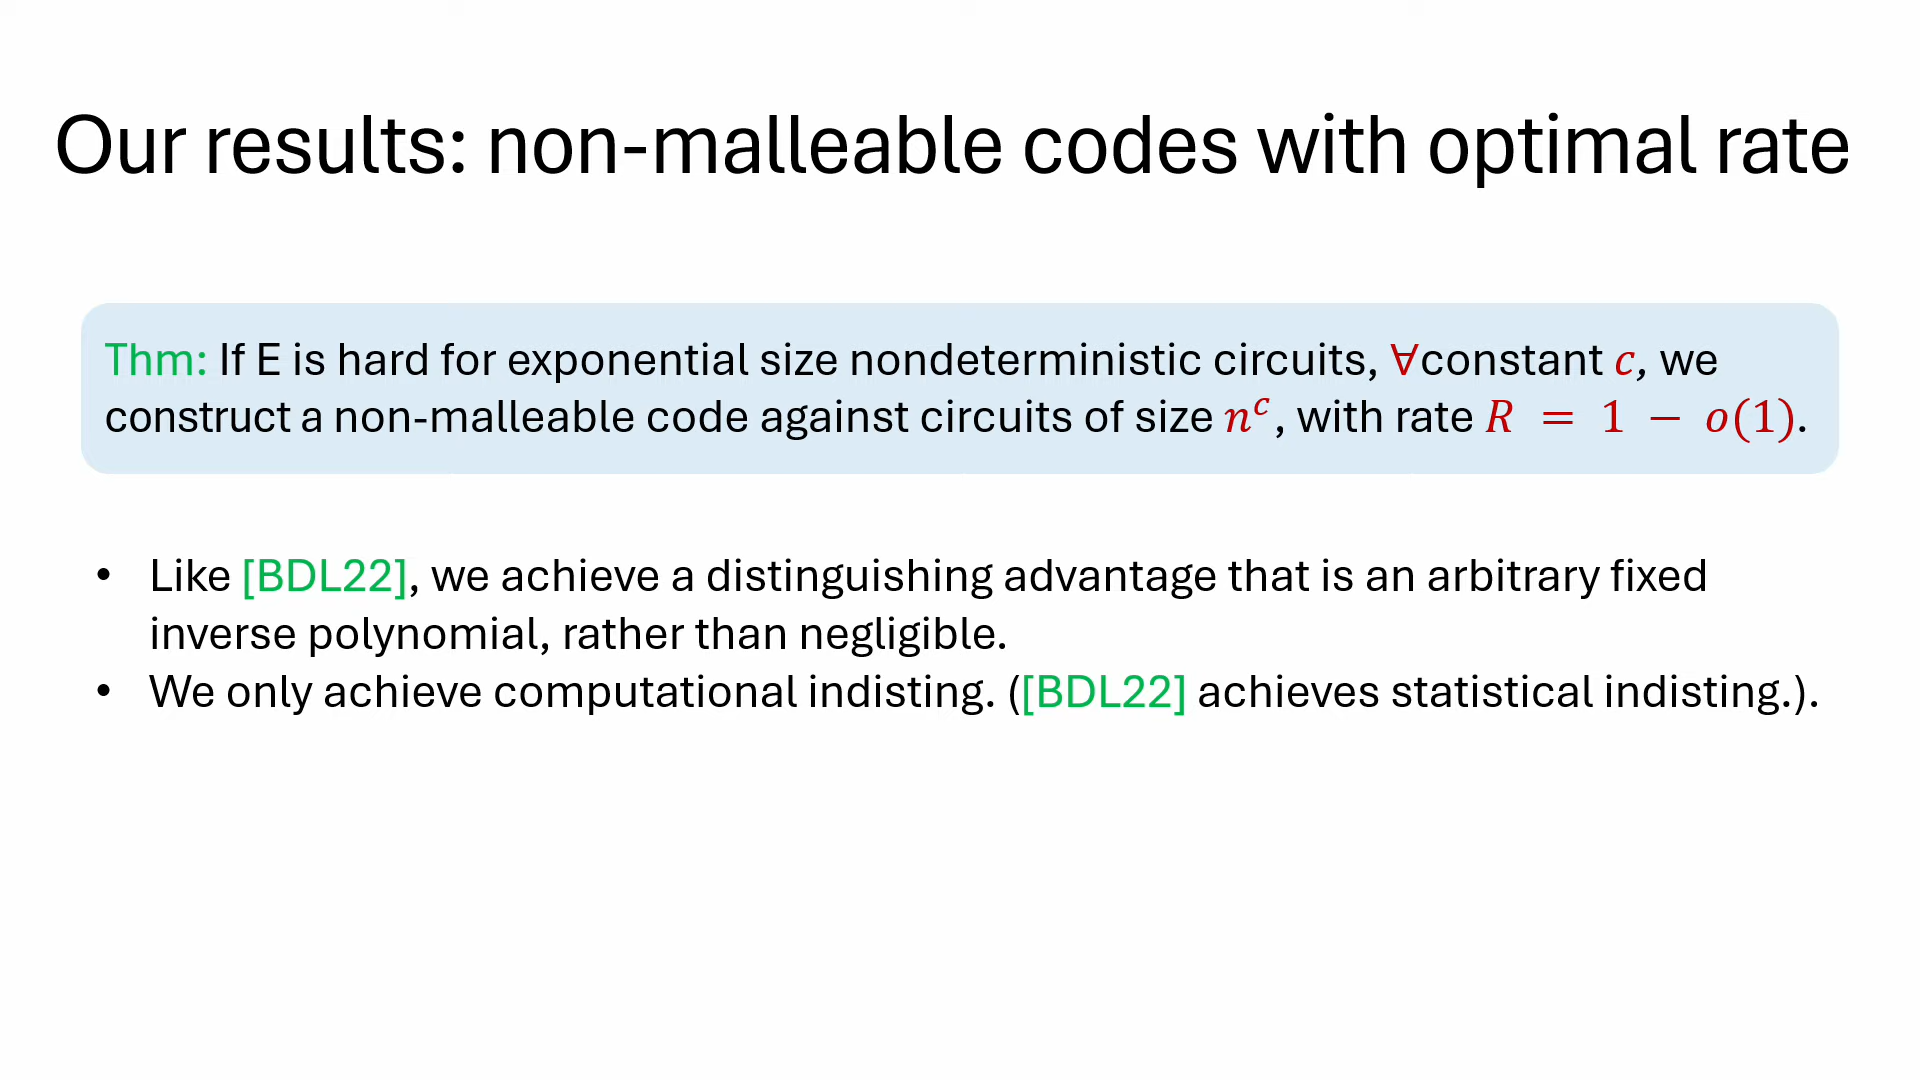 Our results: non-malleable codes with optimal rate
Thm: If E is hard for exponential size nondeterministic circuits, ∀constant c, we
construct a non-malleable code against circuits of size n^c, with rate R = 1 − o(1).
• Like [BDL22], we achieve a distinguishing advantage that is an arbitrary fixed
inverse polynomial, rather than negligible.
• We only achieve computational indisting. ([BDL22] achieves statistical indisting.).